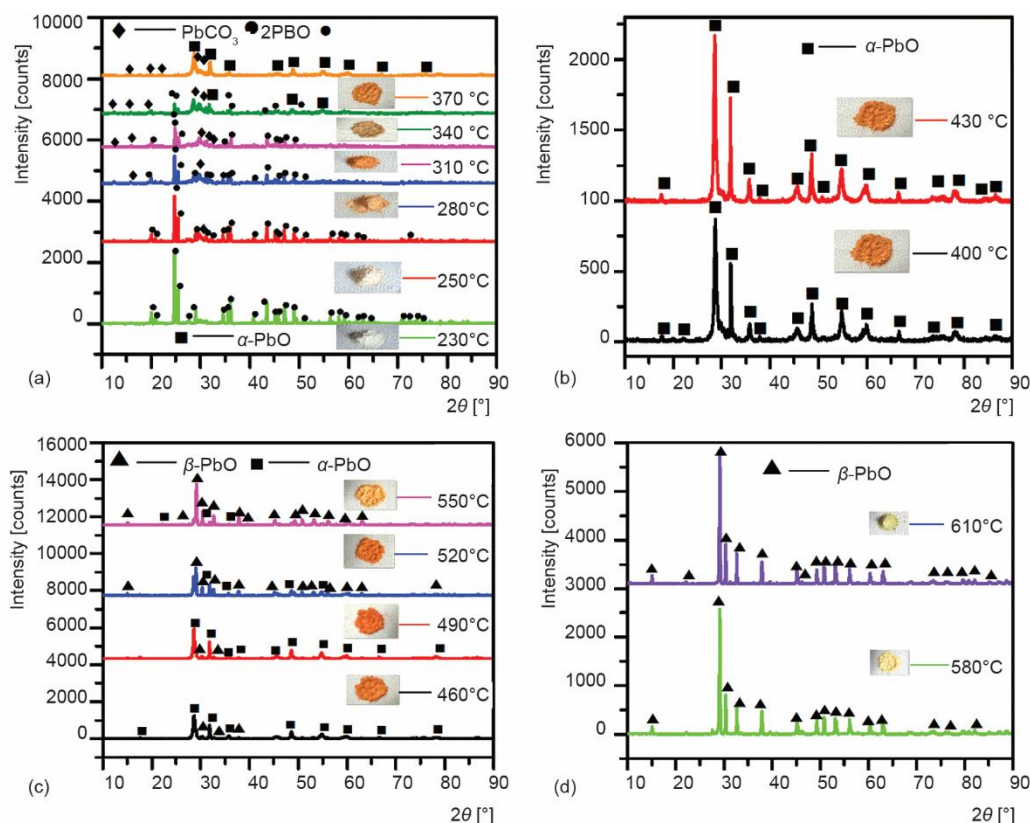 10000
8000
6000
4000
2000
0
Intensity [counts]
PbCO₃
2PBO
370 °C
340 °C
310 °C
280°C
250°C
230°C
α-PbO
10 20 30 40 50 60 70 80 90
2θ [°]
(a)
2000
1500
100
900
500
0
Intensity [counts]
α-PbO
430 °C
400 °C
10 20 30 40 50 60 70 80 90
2θ [°]
(b)
16000
14000
12000
10000
8000
6000
4000
2000
0
Intensity [counts]
β-PbO
α-PbO
550°C
520°C
490°C
460°C
10 20 30 40 50 60 70 80 90
2θ [°]
(c)
6000
5000
4000
3000
2000
1000
0
Intensity [counts]
β-PbO
610°C
580°C
10 20 30 40 50 60 70 80 90
2θ [°]
(d)